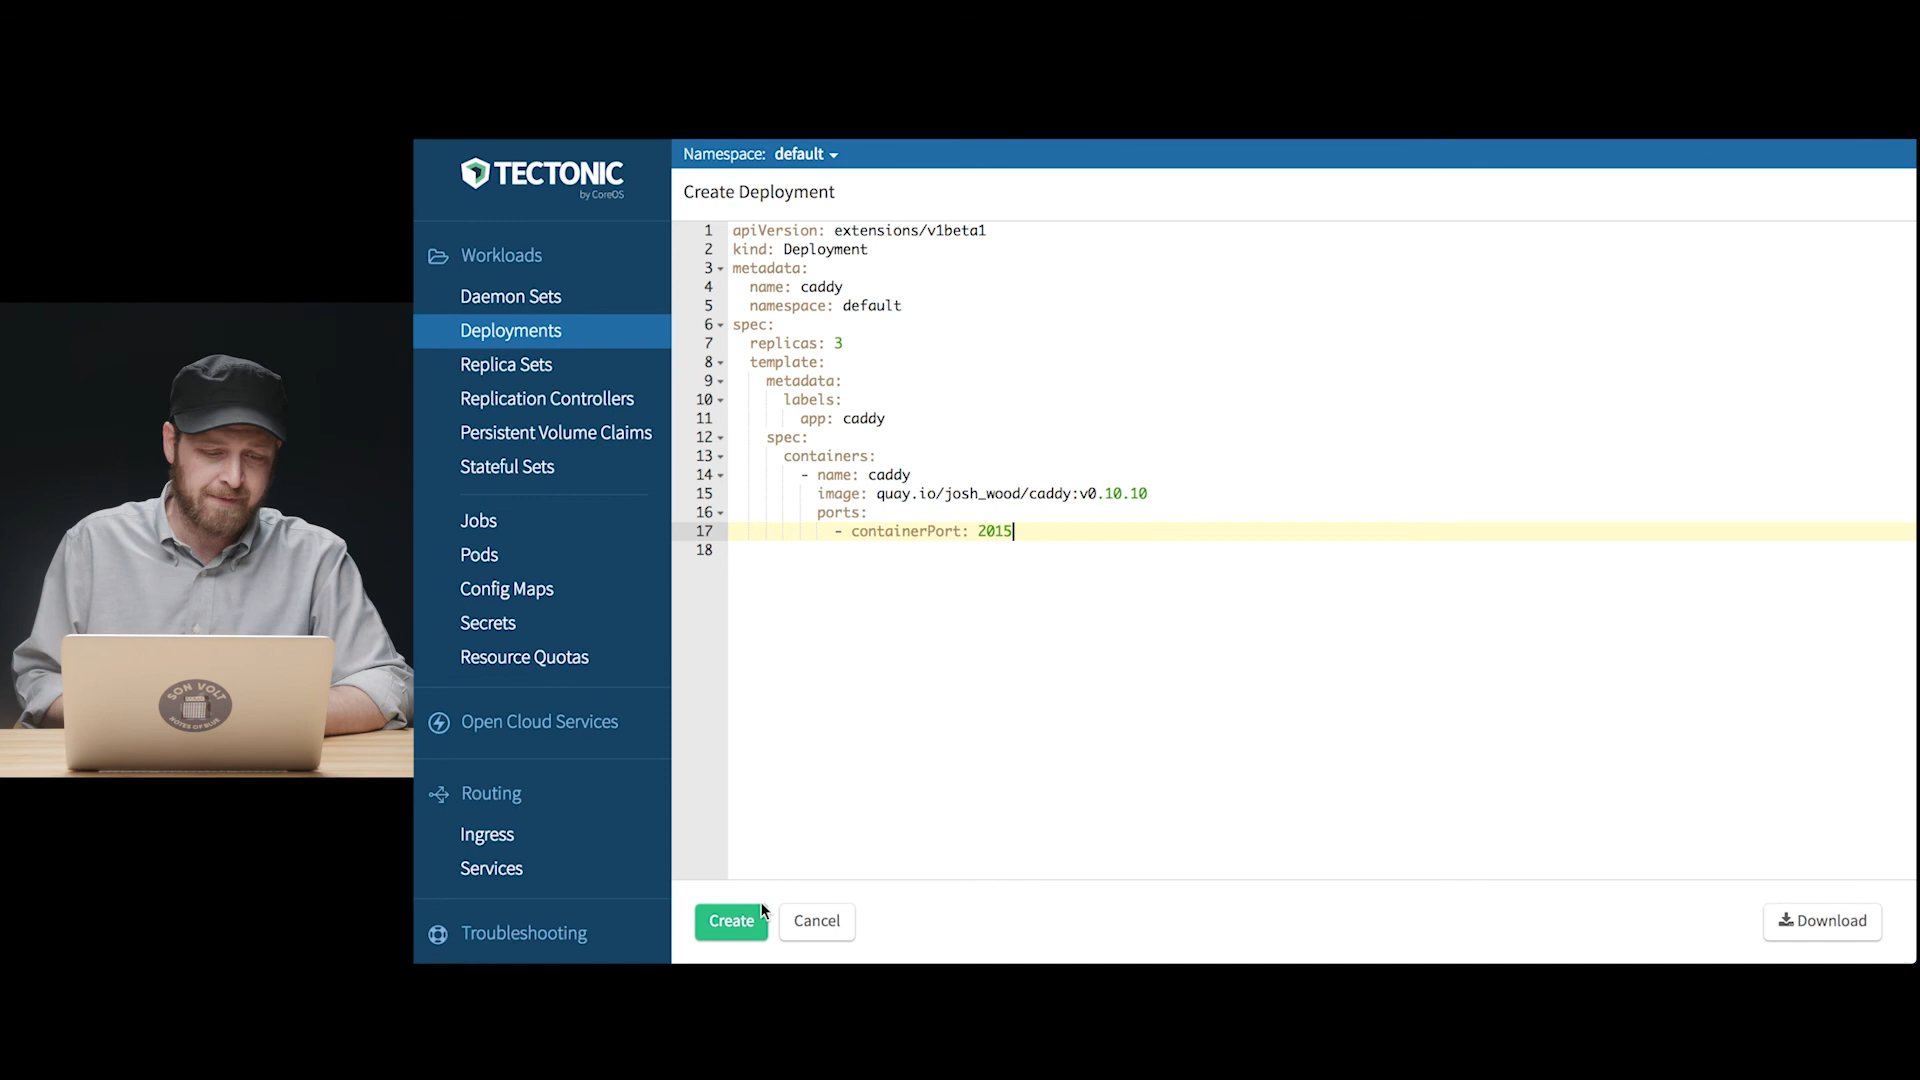 TECTONIC
by CoreOS
Workloads
Daemon Sets
Deployments
Replica Sets
Replication Controllers
Persistent Volume Claims
Stateful Sets
Jobs
Pods
Config Maps
Secrets
Resource Quotas
Open Cloud Services
Routing
Ingress
Services
Troubleshooting
Namespace: default
Create Deployment
1 apiVersion: extensions/v1beta1
2 kind: Deployment
3 metadata:
4 name: caddy
5 namespace: default
6 spec:
7 replicas: 3
8 template:
9 metadata:
10 labels:
11 app: caddy
12 spec:
13 containers:
14 - name: caddy
15 image: quay.io/josh_wood/caddy:v0.10.10
16 ports:
17 - containerPort: 2015
18
Create
Cancel
Download
SON VOLT
NOTES OF BLUE